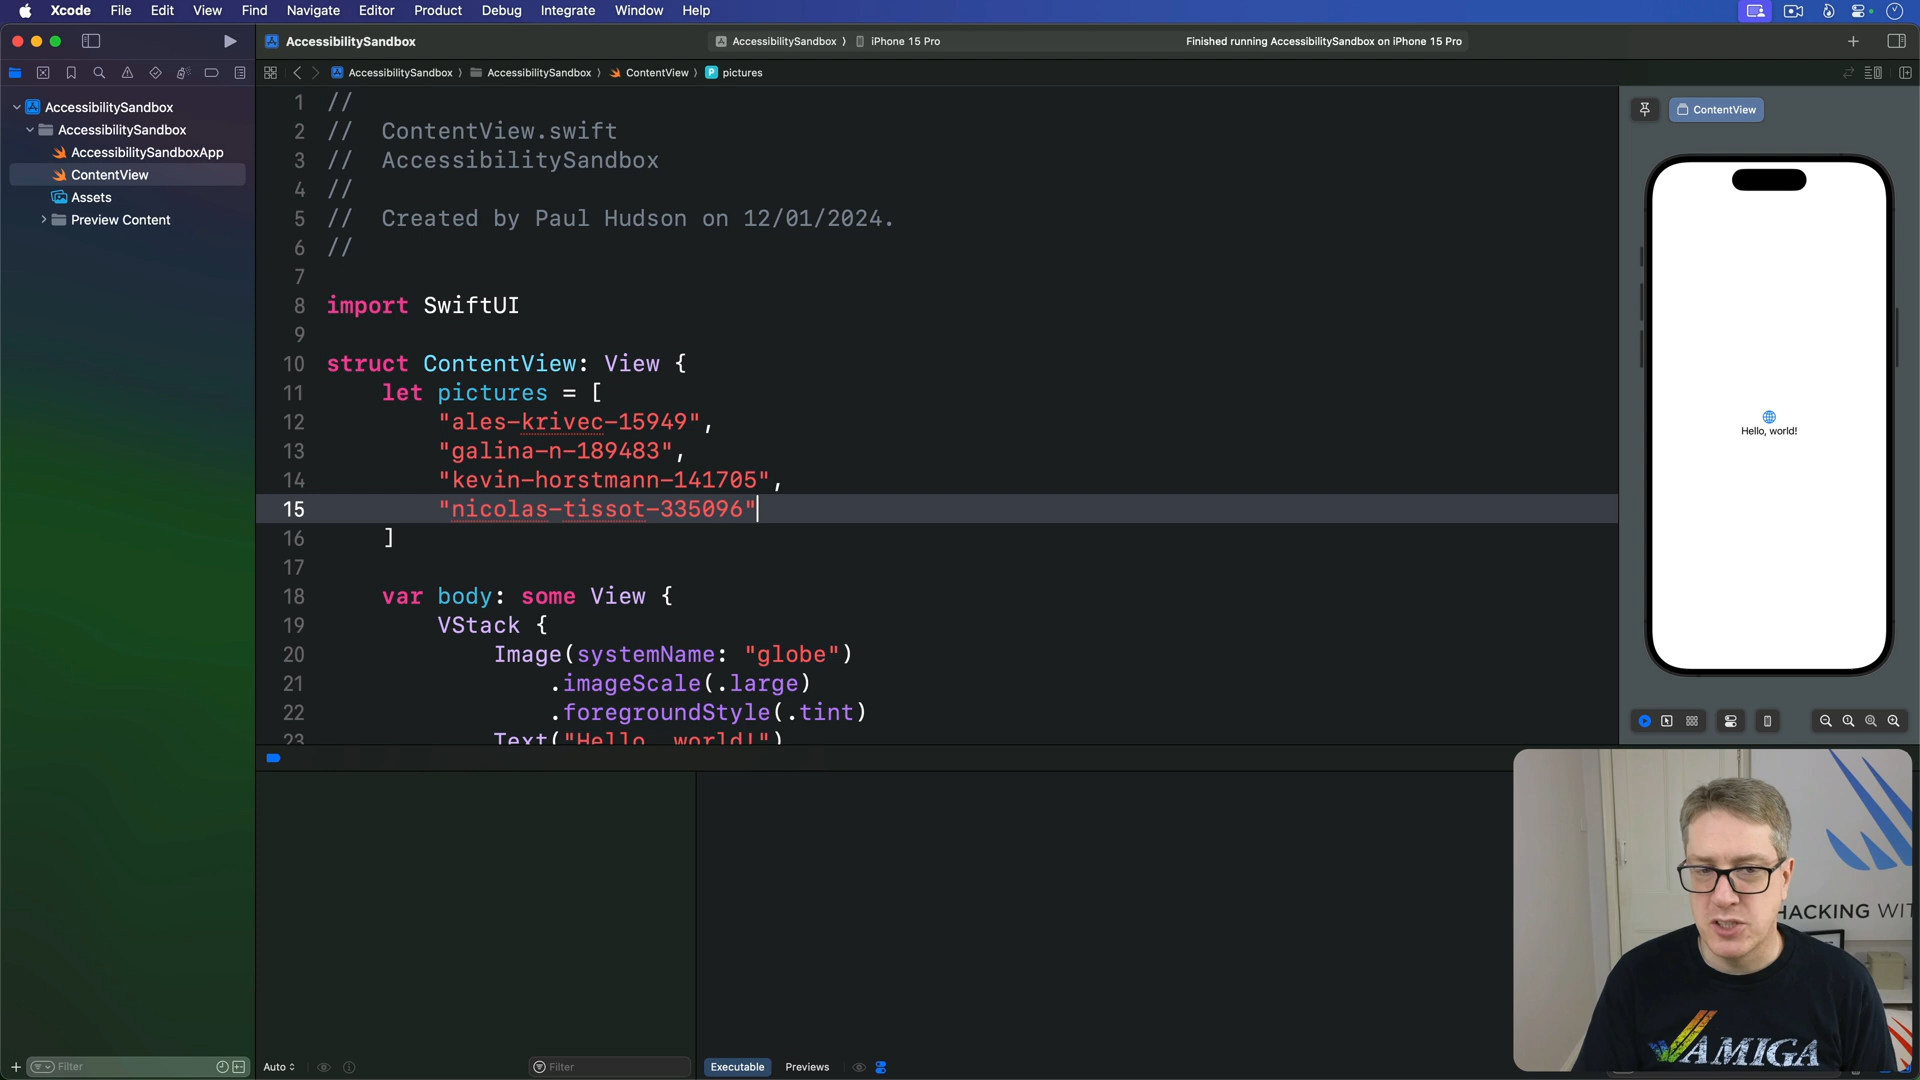 Xcode File Edit View Find Navigate Editor Product Debug Integrate Window Help
AccessibilitySandbox
AccessibilitySandbox 〉 iPhone 15 Pro
Finished running AccessibilitySandbox on iPhone 15 Pro
AccessibilitySandbox 〉 AccessibilitySandbox 〉 ContentView 〉 P pictures
AccessibilitySandbox
AccessibilitySandbox
AccessibilitySandboxApp
ContentView
Assets
Preview Content
1 //
2 // ContentView.swift
3 // AccessibilitySandbox
4 //
5 // Created by Paul Hudson on 12/01/2024.
6 //
7
8 import SwiftUI
9
10 struct ContentView: View {
11 let pictures = [
12 "ales-krivec-15949",
13 "galina-n-189483",
14 "kevin-horstmann-141705",
15 "nicolas-tissot-335096"
16 ]
17
18 var body: some View {
19 VStack {
20 Image(systemName: "globe")
21 .imageScale(.large)
22 .foregroundStyle(.tint)
23 Text("Hello, world!")
ContentView
Hello, world!
HACKING WIT
AMIGA
Filter
Auto
Filter
Executable Previews